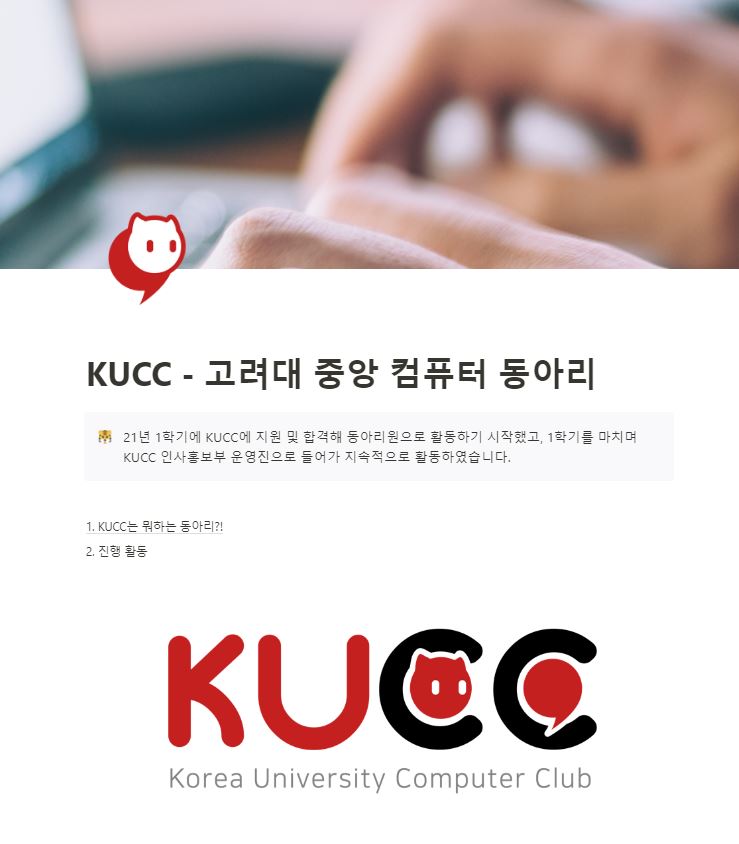 KUCC - 고려대 중앙 컴퓨터 동아리
21년 1학기에 KUCC에 지원 및 합격해 동아리원으로 활동하기 시작했고, 1학기를 마치며
KUCC 인사홍보부 운영진으로 들어가 지속적으로 활동하였습니다.
1. KUCC는 뭐하는 동아리?!
2. 진행 활동
KUCC
Korea University Computer Club